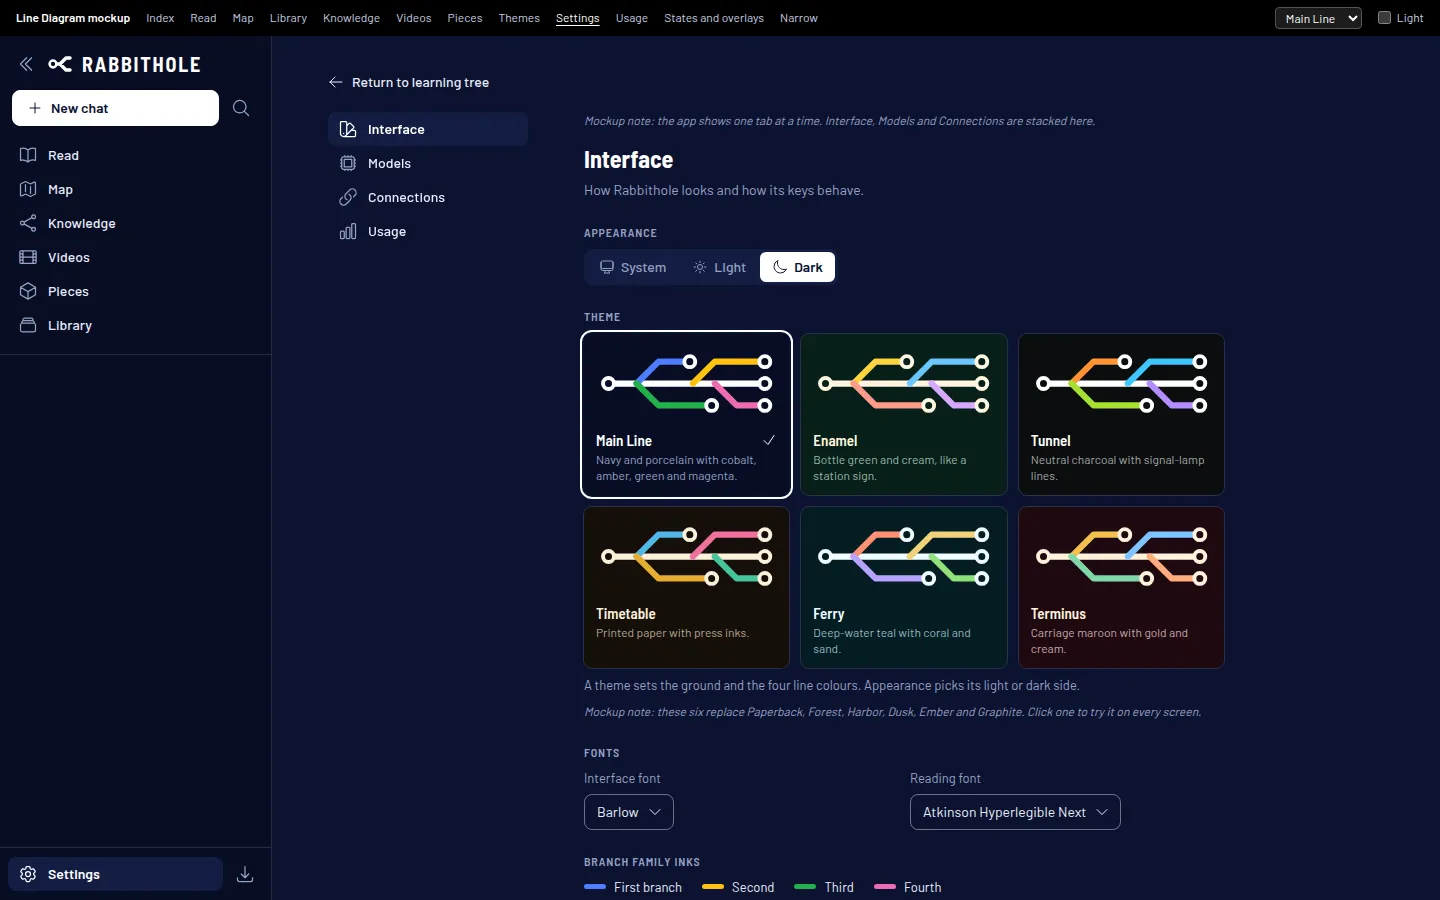 Line Diagram mockup Index Read Map Library Knowledge Videos Pieces Themes Settings Usage States and overlays Narrow Main Line Light
RABBITHOLE
New chat
Read
Map
Knowledge
Videos
Pieces
Library
Settings
Return to learning tree
Interface
Models
Connections
Usage
Mockup note: the app shows one tab at a time. Interface, Models and Connections are stacked here.
Interface
How Rabbithole looks and how its keys behave.
APPEARANCE
System Light Dark
THEME
Main Line
Navy and porcelain with cobalt,
amber, green and magenta.
Enamel
Bottle green and cream, like a
station sign.
Tunnel
Neutral charcoal with signal-lamp
lines.
Timetable
Printed paper with press inks.
Ferry
Deep-water teal with coral and
sand.
Terminus
Carriage maroon with gold and
cream.
A theme sets the ground and the four line colours. Appearance picks its light or dark side.
Mockup note: these six replace Paperback, Forest, Harbor, Dusk, Ember and Graphite. Click one to try it on every screen.
FONTS
Interface font Reading font
Barlow Atkinson Hyperlegible Next
BRANCH FAMILY INKS
First branch Second Third Fourth